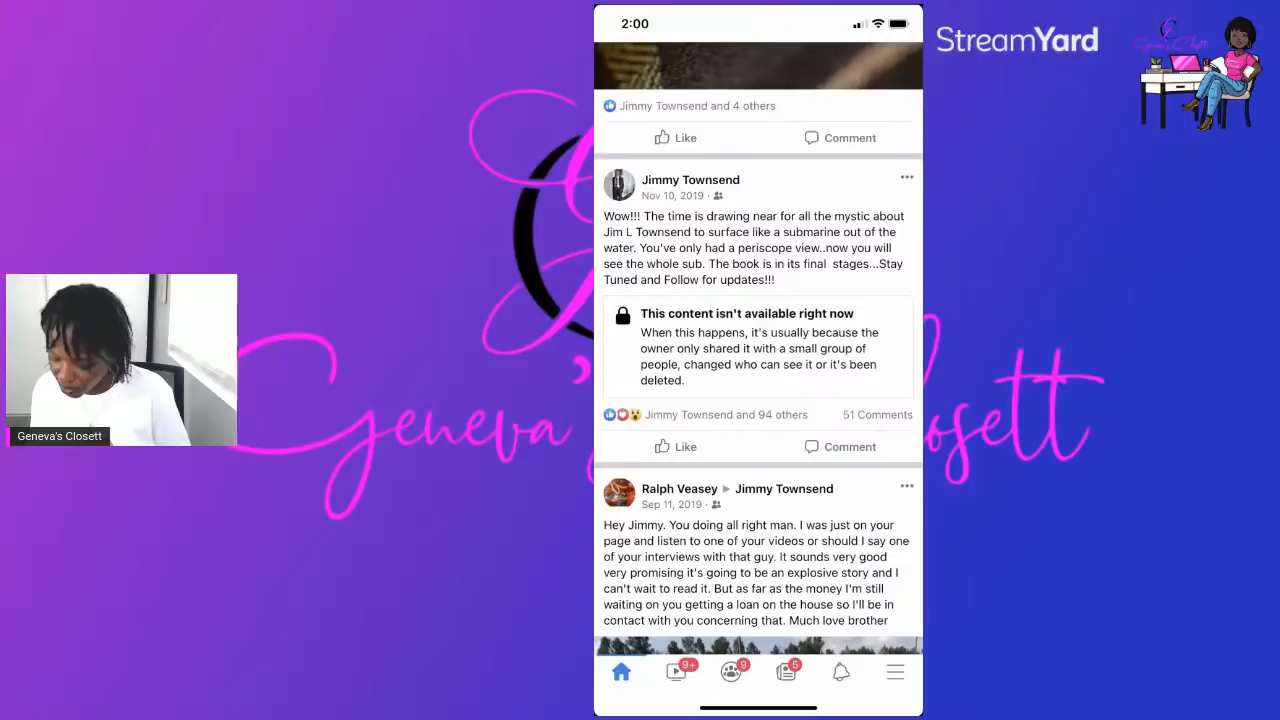 2:00
StreamYard
Jimmy Townsend and 4 others
Like
Comment
Jimmy Townsend
Nov 10, 2019
Wow!!! The time is drawing near for all the mystic about
Jim L Townsend to surface like a submarine out of the
water. You've only had a periscope view..now you will
see the whole sub. The book is in its final stages...Stay
Tuned and Follow for updates!!!
This content isn't available right now
When this happens, it's usually because the
owner only shared it with a small group of
people, changed who can see it or it's been
deleted.
Jimmy Townsend and 94 others
51 Comments
Like
Comment
Ralph Veasey ▶ Jimmy Townsend
Sep 11, 2019
Hey Jimmy. You doing all right man. I was just on your
page and listen to one of your videos or should I say one
of your interviews with that guy. It sounds very good
very promising it's going to be an explosive story and I
can't wait to read it. But as far as the money I'm still
waiting on you getting a loan on the house so I'll be in
contact with you concerning that. Much love brother
9+
9
5
Geneva's Closett
Geneva'
losett